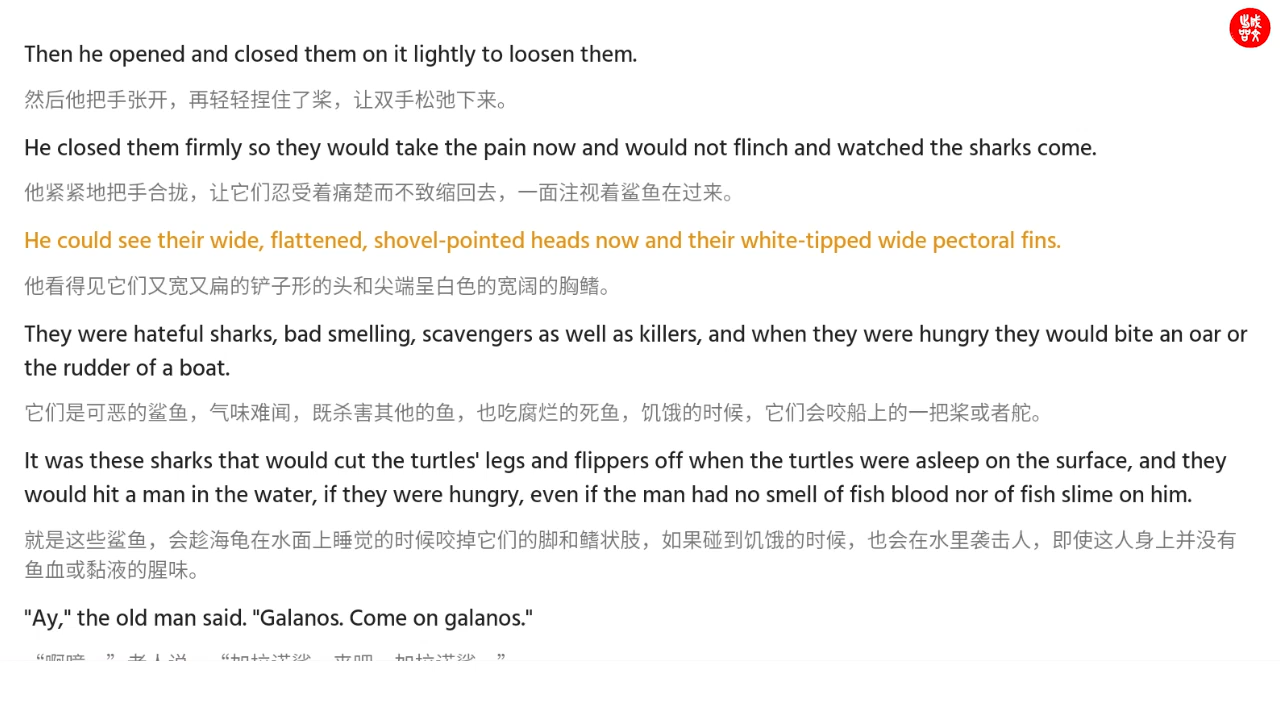 Then he opened and closed them on it lightly to loosen them.
然后他把手张开，再轻轻捏住了桨，让双手松弛下来。
He closed them firmly so they would take the pain now and would not flinch and watched the sharks come.
他紧紧地把手合拢，让它们忍受着痛楚而不致缩回去，一面注视着鲨鱼在过来。
He could see their wide, flattened, shovel-pointed heads now and their white-tipped wide pectoral fins.
他看得见它们又宽又扁的铲子形的头和尖端呈白色的宽阔的胸鳍。
They were hateful sharks, bad smelling, scavengers as well as killers, and when they were hungry they would bite an oar or
the rudder of a boat.
它们是可恶的鲨鱼，气味难闻，既杀害其他的鱼，也吃腐烂的死鱼，饥饿的时候，它们会咬船上的一把桨或者舵。
It was these sharks that would cut the turtles' legs and flippers off when the turtles were asleep on the surface, and they
would hit a man in the water, if they were hungry, even if the man had no smell of fish blood nor of fish slime on him.
就是这些鲨鱼，会趁海龟在水面上睡觉的时候咬掉它们的脚和鳍状肢，如果碰到饥饿的时候，也会在水里袭击人，即使这人身上并没有
鱼血或黏液的腥味。
"Ay," the old man said. "Galanos. Come on galanos."